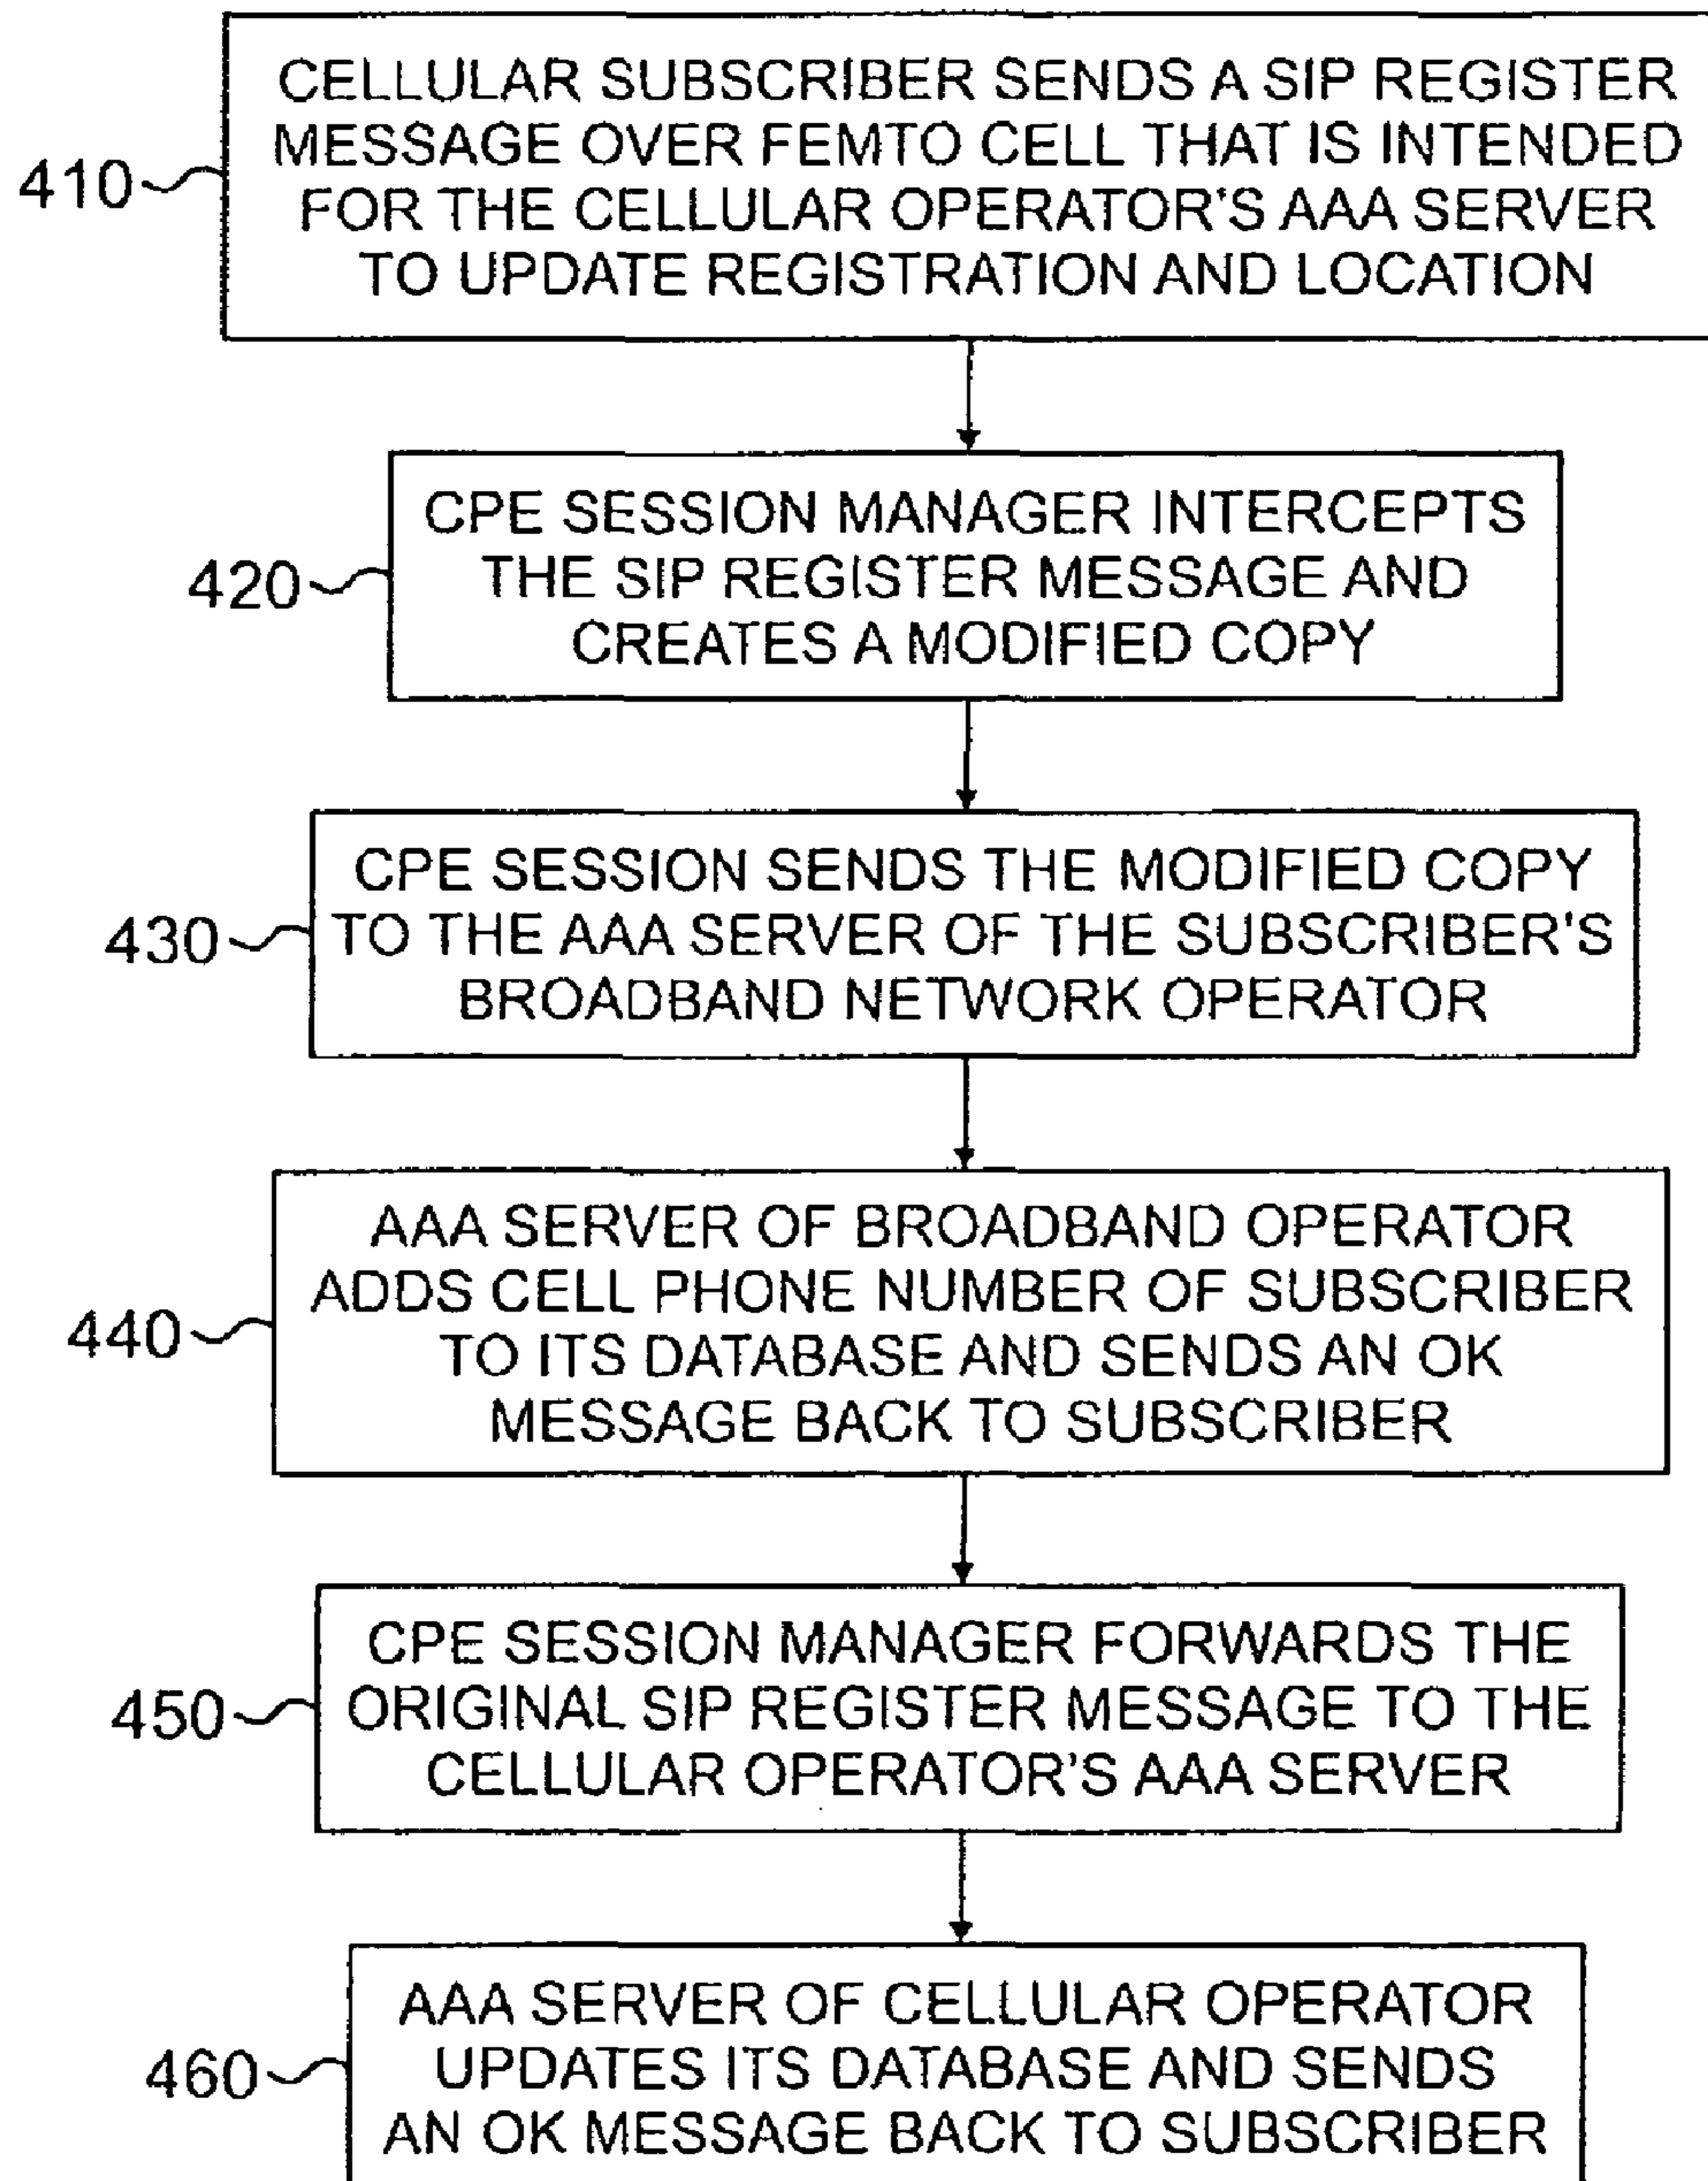 CELLULAR SUBSCRIBER SENDS A SIP REGISTER
MESSAGE OVER FEMTO CELL THAT IS INTENDED
FOR THE CELLULAR OPERATOR'S AAA SERVER
TO UPDATE REGISTRATION AND LOCATION
410
CPE SESSION MANAGER INTERCEPTS
THE SIP REGISTER MESSAGE AND
CREATES A MODIFIED COPY
420
CPE SESSION SENDS THE MODIFIED COPY
TO THE AAA SERVER OF THE SUBSCRIBER'S
BROADBAND NETWORK OPERATOR
430
AAA SERVER OF BROADBAND OPERATOR
ADDS CELL PHONE NUMBER OF SUBSCRIBER
TO ITS DATABASE AND SENDS AN OK
MESSAGE BACK TO SUBSCRIBER
440
CPE SESSION MANAGER FORWARDS THE
ORIGINAL SIP REGISTER MESSAGE TO THE
CELLULAR OPERATOR'S AAA SERVER
450
AAA SERVER OF CELLULAR OPERATOR
UPDATES ITS DATABASE AND SENDS
AN OK MESSAGE BACK TO SUBSCRIBER
460